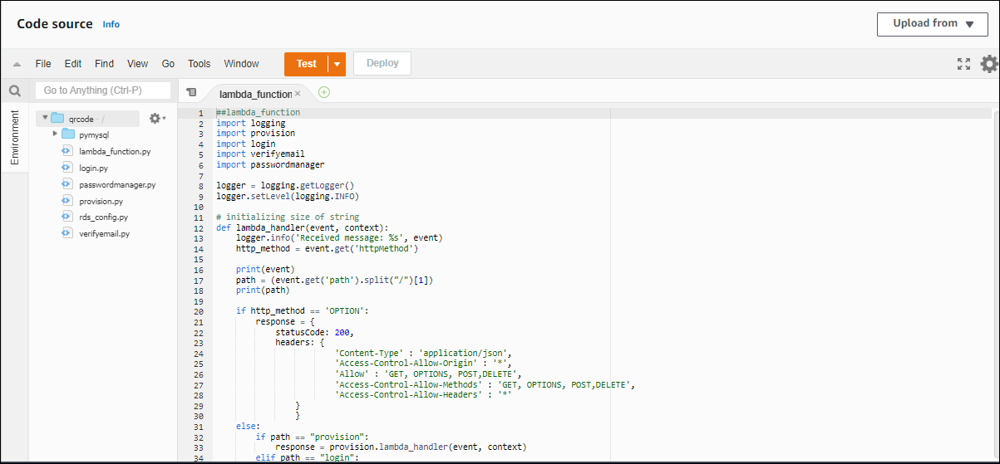 Code source Info
Upload from
File Edit Find View Go Tools Window Test Deploy
Go to Anything (Ctrl-P)
lambda_function ×
Environment
qrcode - /
pymysql
lambda_function.py
login.py
passwordmanager.py
provision.py
rds_config.py
verifyemail.py
1 ##lambda_function
2 import logging
3 import provision
4 import login
5 import verifyemail
6 import passwordmanager
7
8 logger = logging.getLogger()
9 logger.setLevel(logging.INFO)
10
11 # initializing size of string
12 def lambda_handler(event, context):
13     logger.info('Received message: %s', event)
14     http_method = event.get('httpMethod')
15
16     print(event)
17     path = (event.get('path').split("/")[1])
18     print(path)
19
20     if http_method == 'OPTION':
21         response = {
22             statusCode: 200,
23             headers: {
24                         'Content-Type' : 'application/json',
25                         'Access-Control-Allow-Origin' : '*',
26                         'Allow' : 'GET, OPTIONS, POST,DELETE',
27                         'Access-Control-Allow-Methods' : 'GET, OPTIONS, POST,DELETE',
28                         'Access-Control-Allow-Headers' : '*'
29                 }
30                 }
31     else:
32         if path == "provision":
33             response = provision.lambda_handler(event, context)
34         elif path == "login":